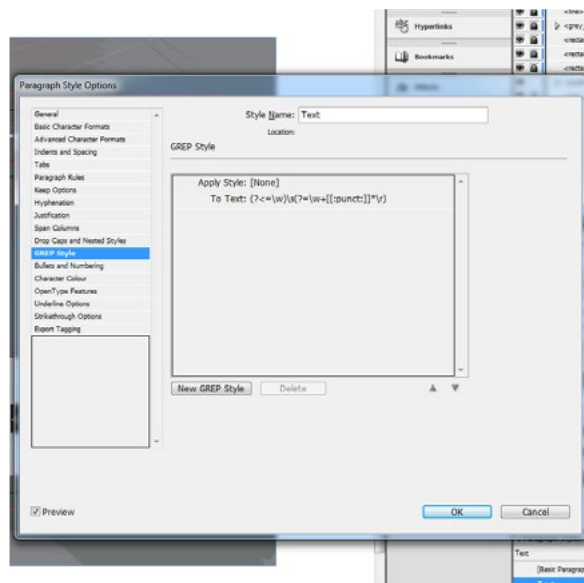 Hyperlinks
Bookmarks
<line>
Paragraph Style Options
General
Basic Character Formats
Advanced Character Formats
Indents and Spacing
Tabs
Paragraph Rules
Keep Options
Hyphenation
Justification
Span Columns
Drop Caps and Nested Styles
GREP Style
Bullets and Numbering
Character Colour
OpenType Features
Underline Options
Strikethrough Options
Export Tagging
Style Name: Text
Location:
GREP Style
Apply Style: [None]
To Text: (?<=\w)\s(?=\w+[[:punct:]]*\r)
New GREP Style
Delete
Preview
OK
Cancel
Text